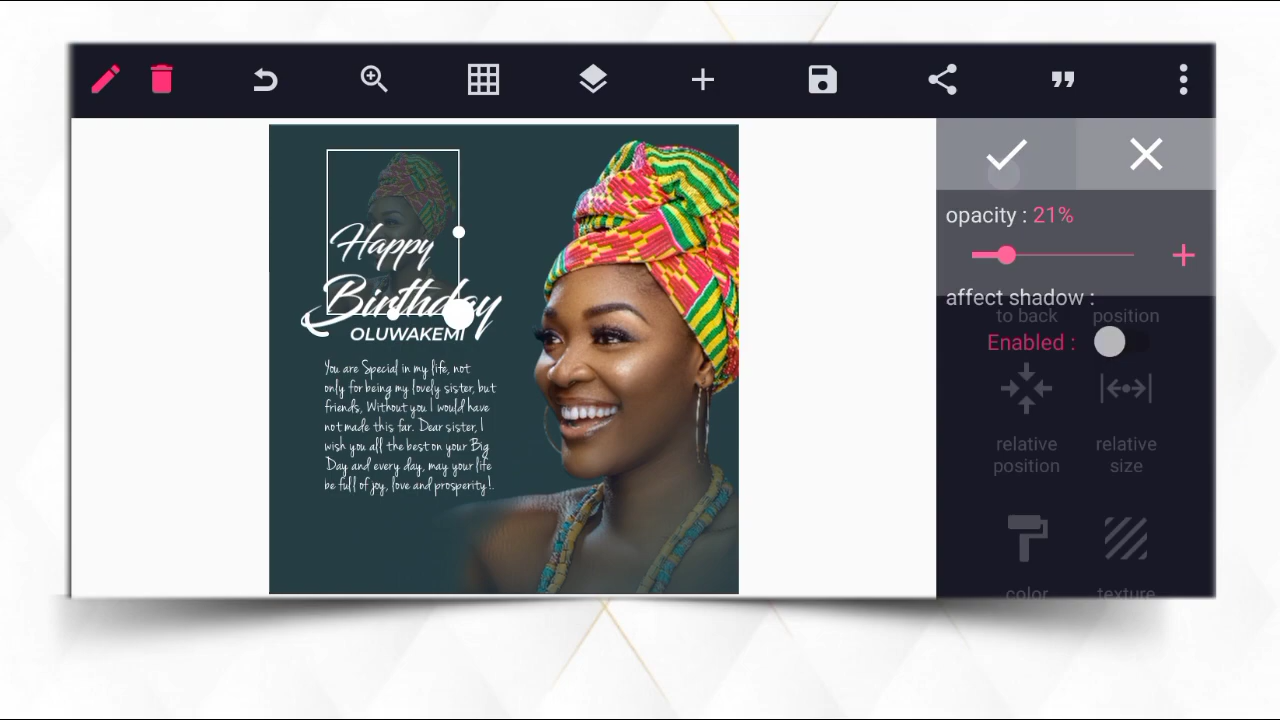 Happy
Birthday
OLUWAKEMI
You are Special in my life, not
only for being my lovely sister, but
friends, Without you I would have
not made this far. Dear sister, I
wish you all the best on your Big
Day and every day, may your life
be full of joy, love and prosperity!.
opacity : 21%
affect shadow :
to back
position
Enabled :
relative
position
relative
size
color
texture